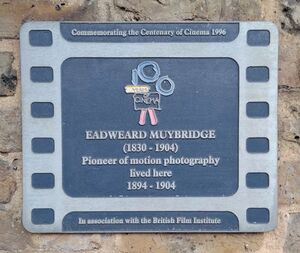 Commemorating the Centenary of Cinema 1996
CINEMA
EADWEARD MUYBRIDGE
(1830 - 1904)
Pioneer of motion photography
lived here
1894 - 1904
In association with the British Film Institute